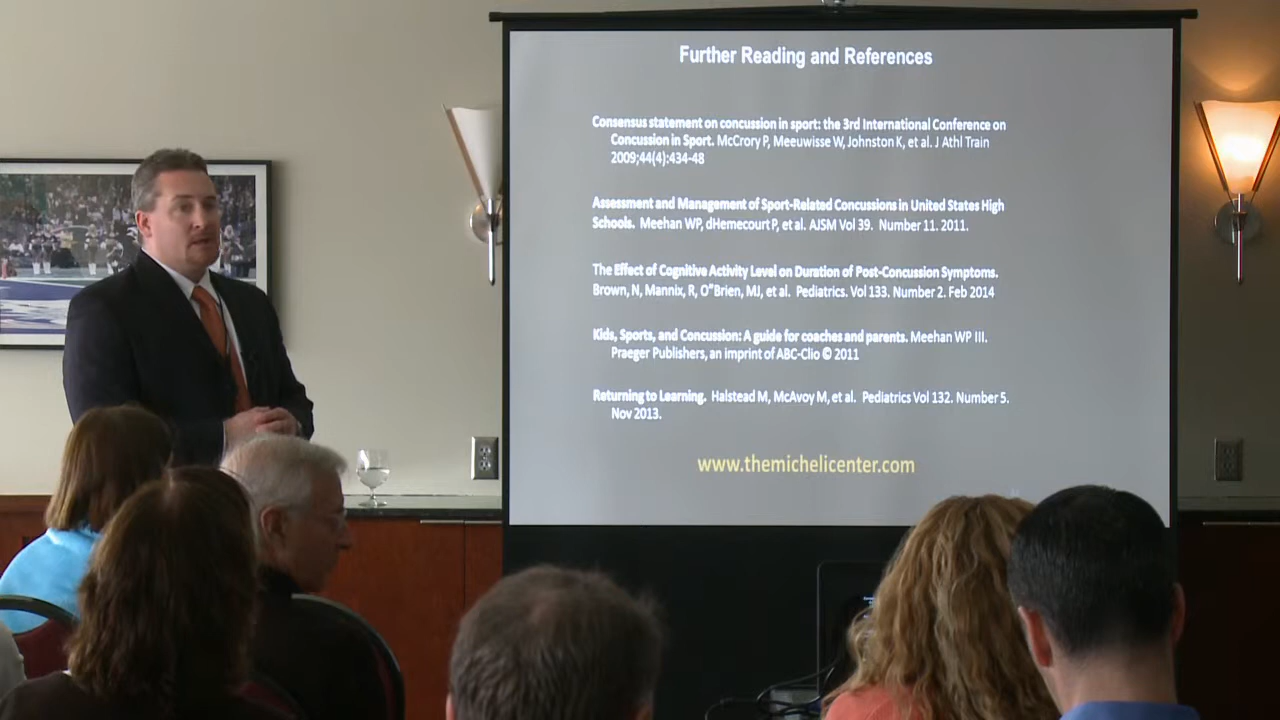 Further Reading and References
Consensus statement on concussion in sport: the 3rd International Conference on
Concussion in Sport. McCrory P, Meeuwisse W, Johnston K, et al. J Athl Train
2009;44(4):434-48
Assessment and Management of Sport-Related Concussions in United States High
Schools. Meehan WP, dHemecourt P, et al. AJSM Vol 39. Number 11. 2011.
The Effect of Cognitive Activity Level on Duration of Post-Concussion Symptoms.
Brown, N, Mannix, R, O"Brien, MJ, et al. Pediatrics. Vol 133. Number 2. Feb 2014
Kids, Sports, and Concussion: A guide for coaches and parents. Meehan WP III.
Praeger Publishers, an imprint of ABC-Clio © 2011
Returning to Learning. Halstead M, McAvoy M, et al. Pediatrics Vol 132. Number 5.
Nov 2013.
www.themichelicenter.com